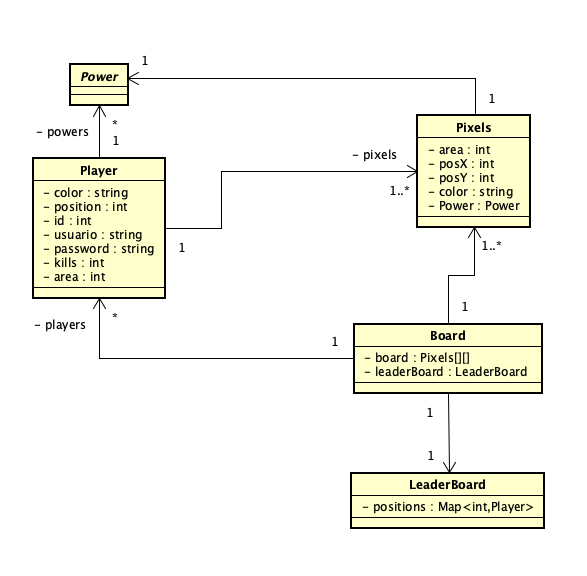 1
Power
1
- powers
*
1
Pixels
- area : int
- posX : int
- posY : int
- color : string
- Power : Power
- pixels
1..*
Player
- color : string
- position : int
- id : int
- usuario : string
- password : string
- kills : int
- area : int
1
1..*
1
- players
*
1
Board
- board : Pixels[][]
- leaderBoard : LeaderBoard
1
1
LeaderBoard
- positions : Map<int,Player>